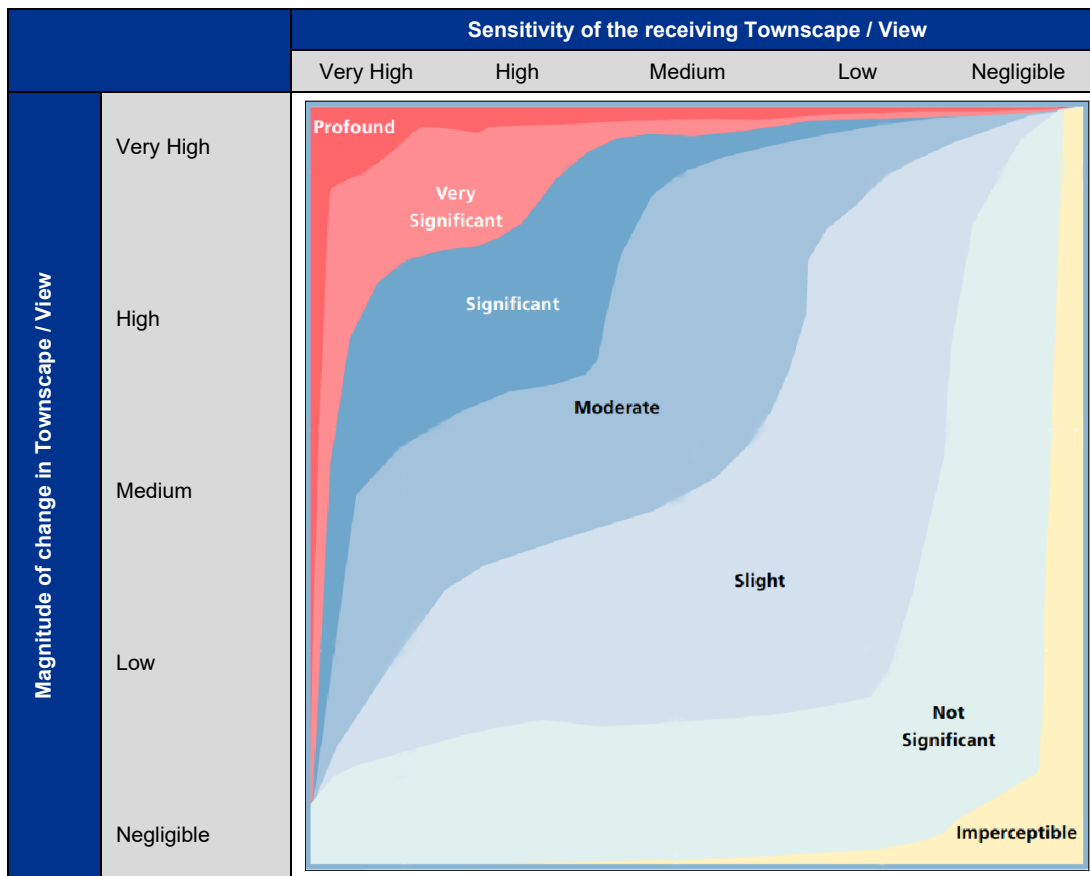 Sensitivity of the receiving Townscape / View
Very High
High
Medium
Low
Negligible
Magnitude of change in Townscape / View
Very High
High
Medium
Low
Negligible
Profound
Very
Significant
Significant
Moderate
Slight
Not
Significant
Imperceptible